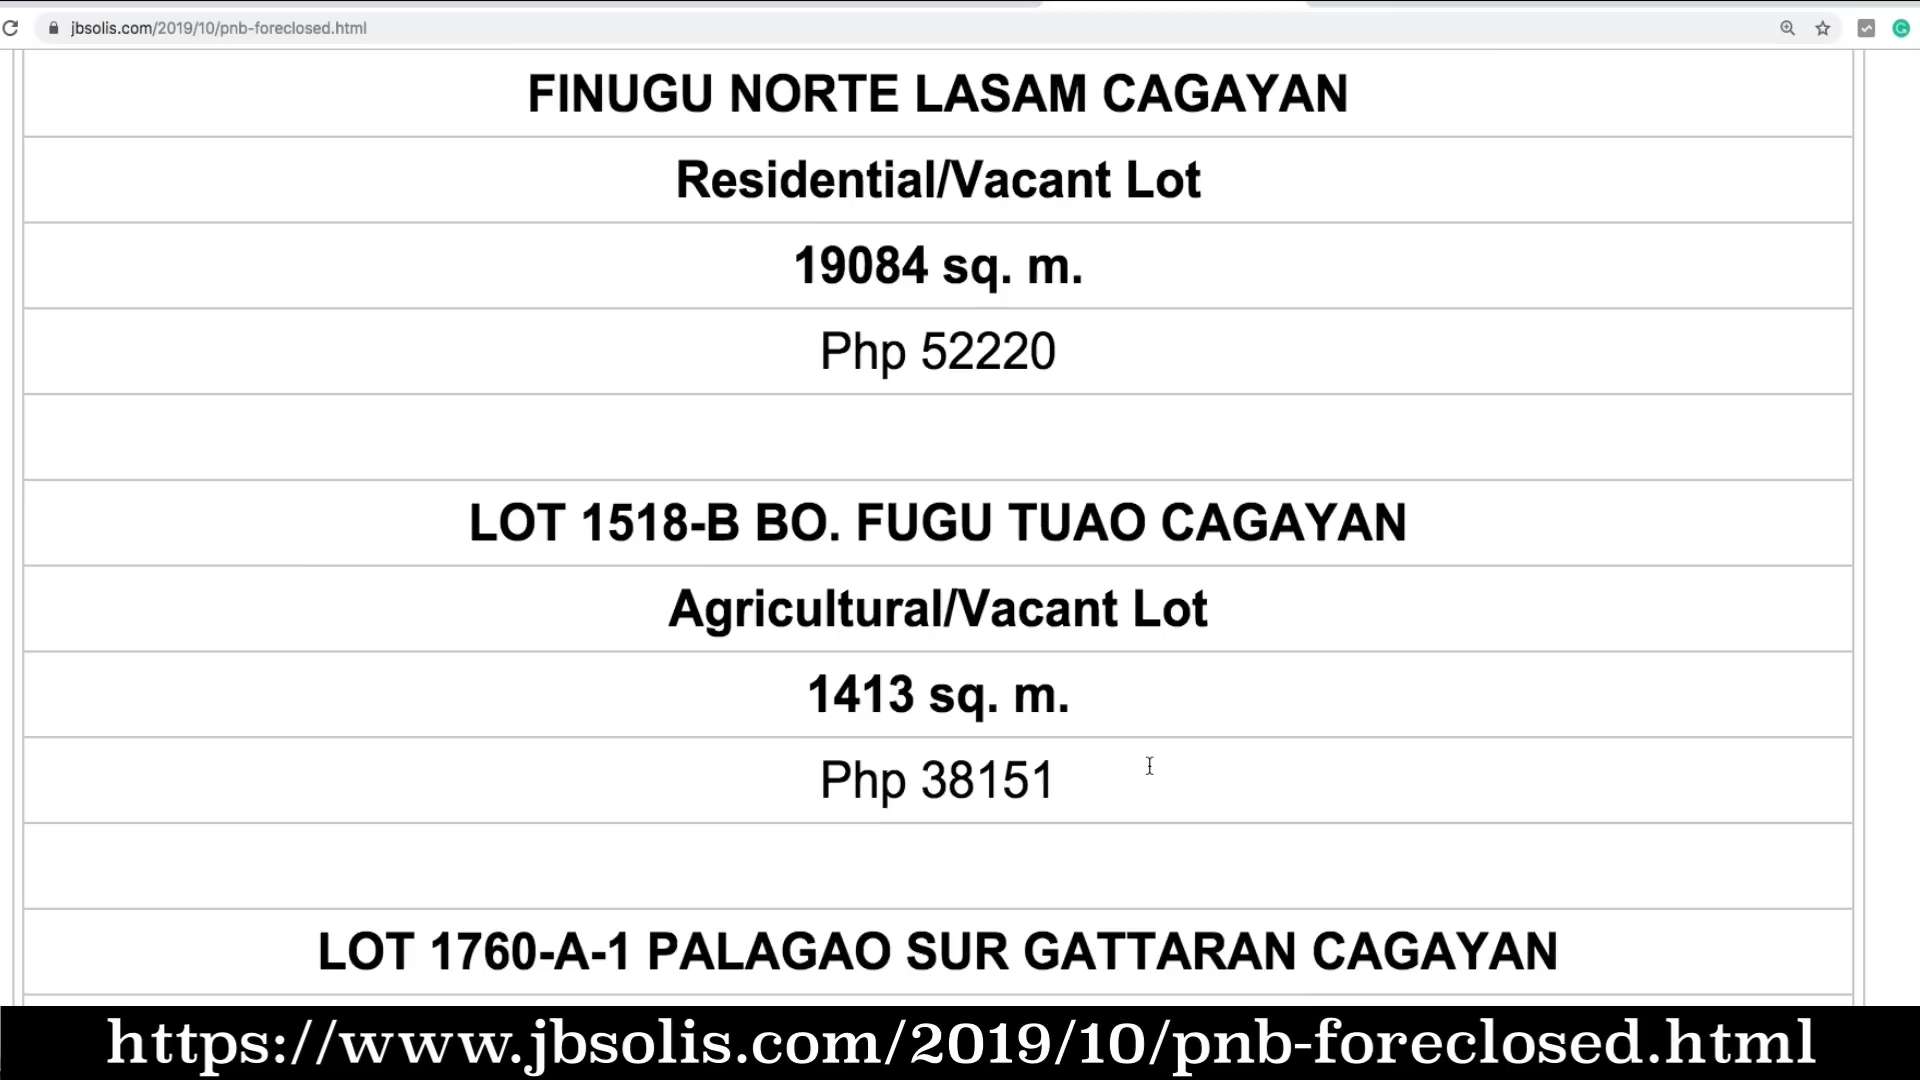 jbsolis.com/2019/10/pnb-foreclosed.html
FINUGU NORTE LASAM CAGAYAN
Residential/Vacant Lot
19084 sq. m.
Php 52220
LOT 1518-B BO. FUGU TUAO CAGAYAN
Agricultural/Vacant Lot
1413 sq. m.
Php 38151
LOT 1760-A-1 PALAGAO SUR GATTARAN CAGAYAN
https://www.jbsolis.com/2019/10/pnb-foreclosed.html